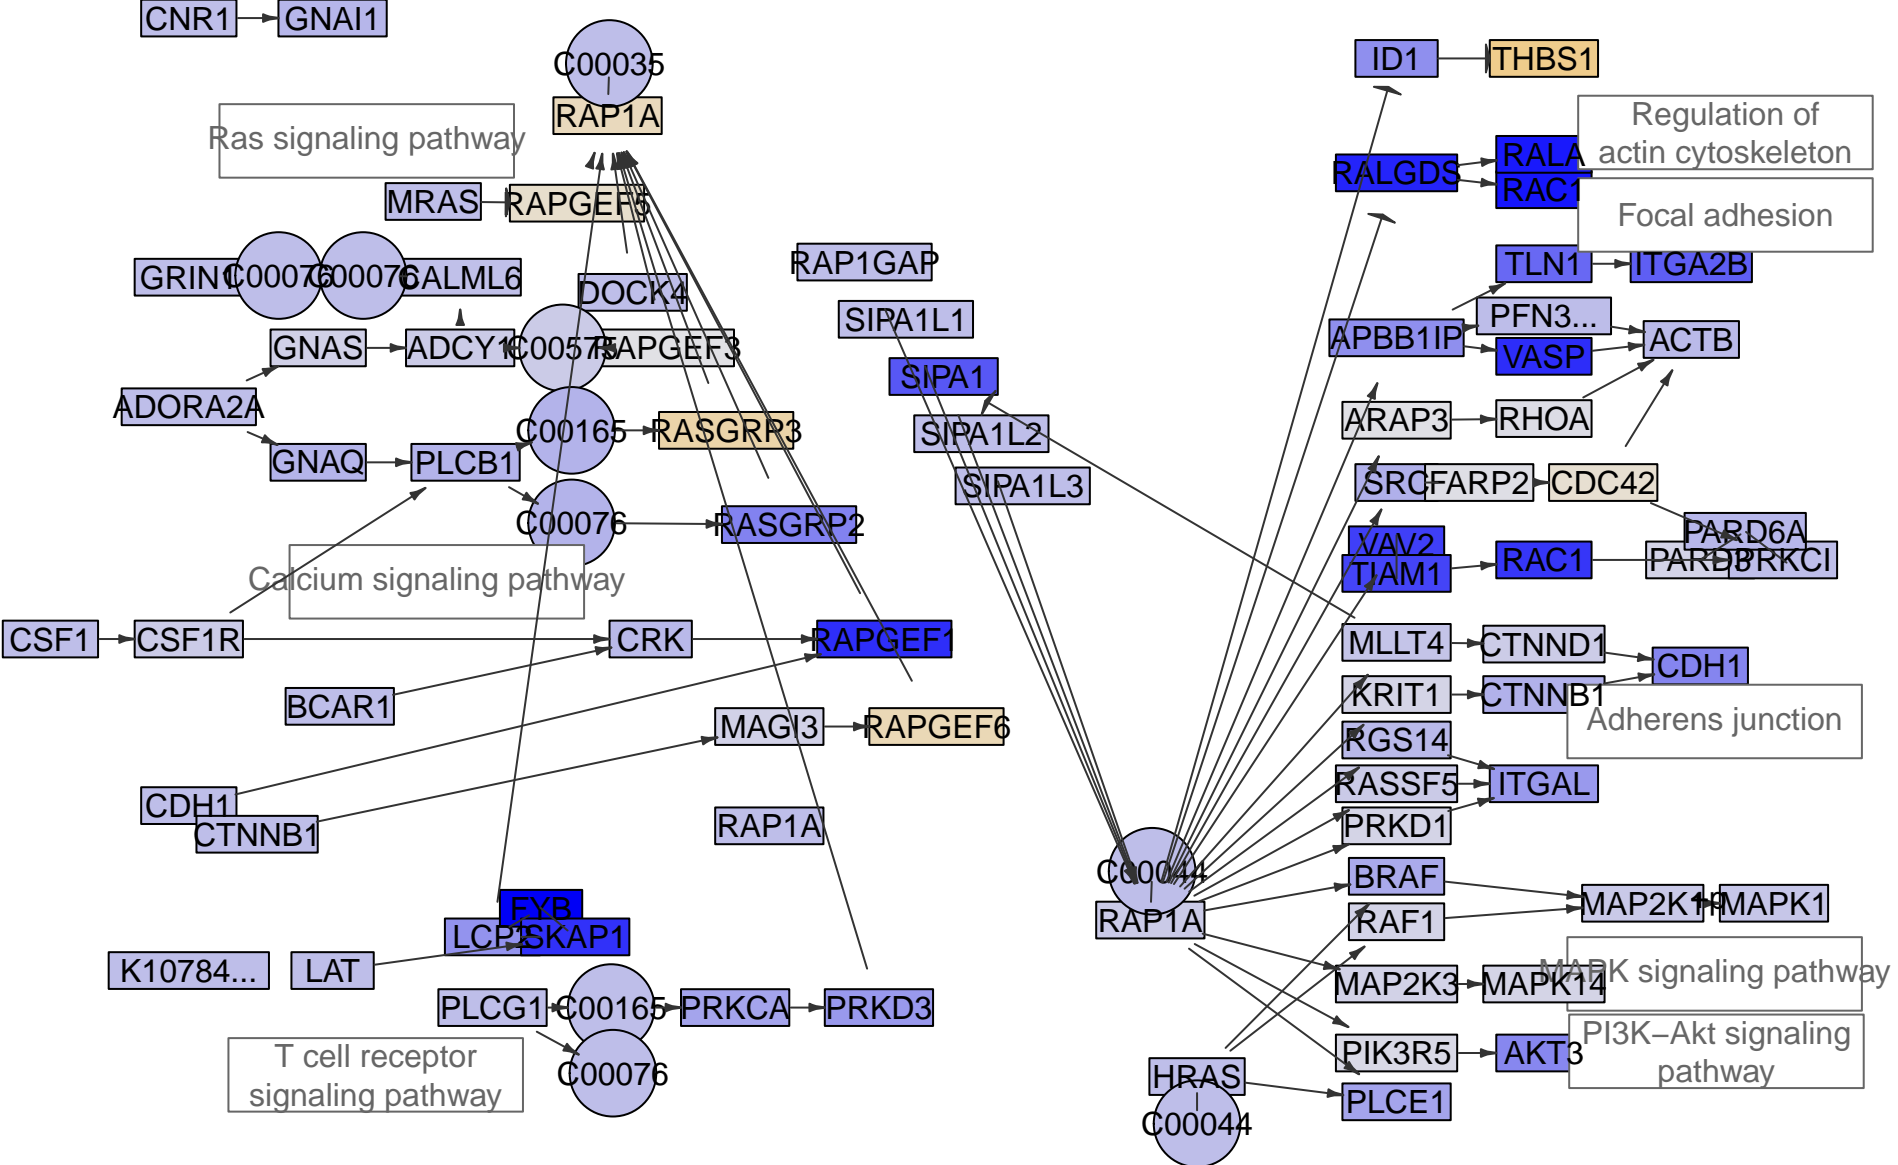 CNR1
GNAI1
C00035
RAP1A
Ras signaling pathway
MRAS
RAPGEF5
GRIN1
C00076
C00076
CALML6
DOCK4
GNAS
ADCY1
C00575
RAPGEF3
ADORA2A
GNAQ
PLCB1
C00165
RASGRP3
C00076
RASGRP2
Calcium signaling pathway
CSF1
CSF1R
CRK
RAPGEF1
BCAR1
MAGI3
RAPGEF6
CDH1
CTNNB1
RAP1A
FYB
LCP2
SKAP1
K10784...
LAT
PLCG1
C00165
PRKCA
PRKD3
C00076
T cell receptor
signaling pathway
RAP1GAP
SIPA1L1
SIPA1
SIPA1L2
SIPA1L3
C00044
RAP1A
HRAS
C00044
ID1
THBS1
RALGDS
RALA
RAC1
Regulation of
actin cytoskeleton
Focal adhesion
TLN1
ITGA2B
APBB1IP
PFN3...
VASP
ACTB
ARAP3
RHOA
SRC
FARP2
CDC42
VAV2
TIAM1
RAC1
PARD6A
PARD3
PRKCI
MLLT4
CTNND1
CDH1
KRIT1
CTNNB1
Adherens junction
RGS14
RASSF5
ITGAL
PRKD1
BRAF
RAF1
MAP2K1
+p
MAPK1
MAP2K3
MAPK14
MAPK signaling pathway
PIK3R5
AKT3
PI3K−Akt signaling
pathway
PLCE1